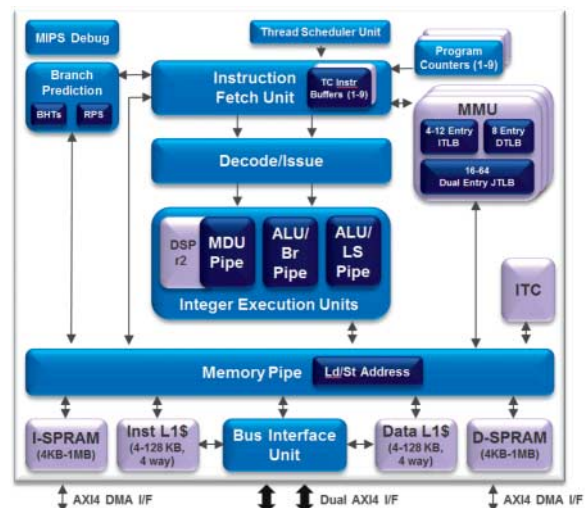 MIPS Debug
Thread Scheduler Unit
Program
Counters (1-9)
Branch
Prediction
BHTs
RPS
Instruction
Fetch Unit
TC Instr
Buffers (1-9)
MMU
4-12 Entry
ITLB
8 Entry
DTLB
16-64
Dual Entry JTLB
Decode/Issue
DSP
r2
MDU
Pipe
ALU/
Br
Pipe
ALU/
LS
Pipe
Integer Execution Units
ITC
Memory Pipe
Ld/St Address
I-SPRAM
(4KB-1MB)
Inst L1$
(4-128 KB,
4 way)
Bus Interface
Unit
Data L1$
(4-128 KB,
4 way)
D-SPRAM
(4KB-1MB)
AXI4 DMA I/F
Dual AXI4 I/F
AXI4 DMA I/F